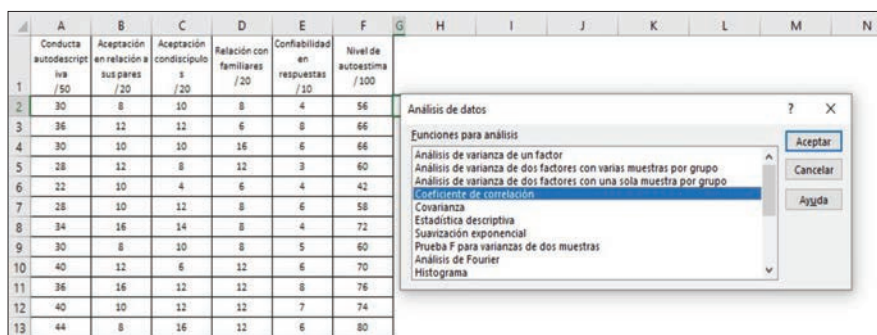 A B C D E F G H I J K L M N
1
Conducta
autodescript
iva
/50
Aceptación
en relación a
sus pares
/20
Aceptación
condiscípulo
s
/20
Relación con
familiares
/20
Confiabilidad
en
respuestas
/10
Nivel de
autoestima
/100
2 30 8 10 8 4 56
3 36 12 12 6 8 66
4 30 10 10 16 6 66
5 28 12 8 12 3 60
6 22 10 4 6 4 42
7 28 10 12 8 6 58
8 34 16 14 8 4 72
9 30 8 10 8 5 60
10 40 12 6 12 6 70
11 36 16 12 12 8 76
12 40 10 12 12 7 74
13 44 8 16 12 6 80
Análisis de datos ? X
Funciones para análisis
Análisis de varianza de un factor
Análisis de varianza de dos factores con varias muestras por grupo
Análisis de varianza de dos factores con una sola muestra por grupo
Coeficiente de correlación
Covarianza
Estadística descriptiva
Suavización exponencial
Prueba F para varianzas de dos muestras
Análisis de Fourier
Histograma
Aceptar
Cancelar
Ayuda